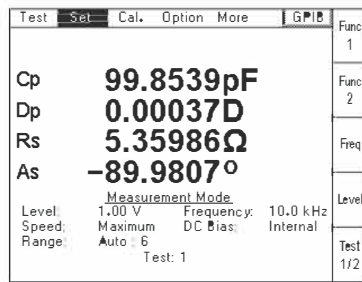 Test Set Cal. Option More GPIB
Func 1
Func 2
Freq
Level
Test 1/2
Cp 99.8539pF
Dp 0.00037D
Rs 5.35986Ω
As -89.9807°
Measurement Mode
Level: 1.00 V Frequency: 10.0 kHz
Speed: Maximum DC Bias: Internal
Range: Auto : 6
Test: 1